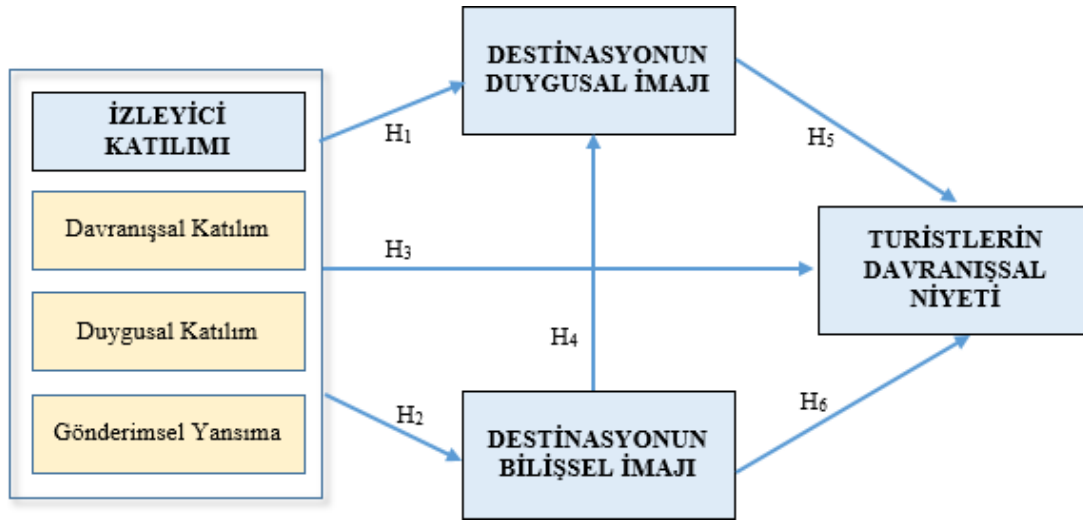 İZLEYİCİ
KATILIMI
Davranışsal Katılım
Duygusal Katılım
Gönderimsel Yansıma
H1
H2
H3
DESTİNASYONUN
DUYGUSAL İMAJI
H4
DESTİNASYONUN
BİLİŞSEL İMAJI
H5
H6
TURİSTLERİN
DAVRANIŞSAL
NİYETİ